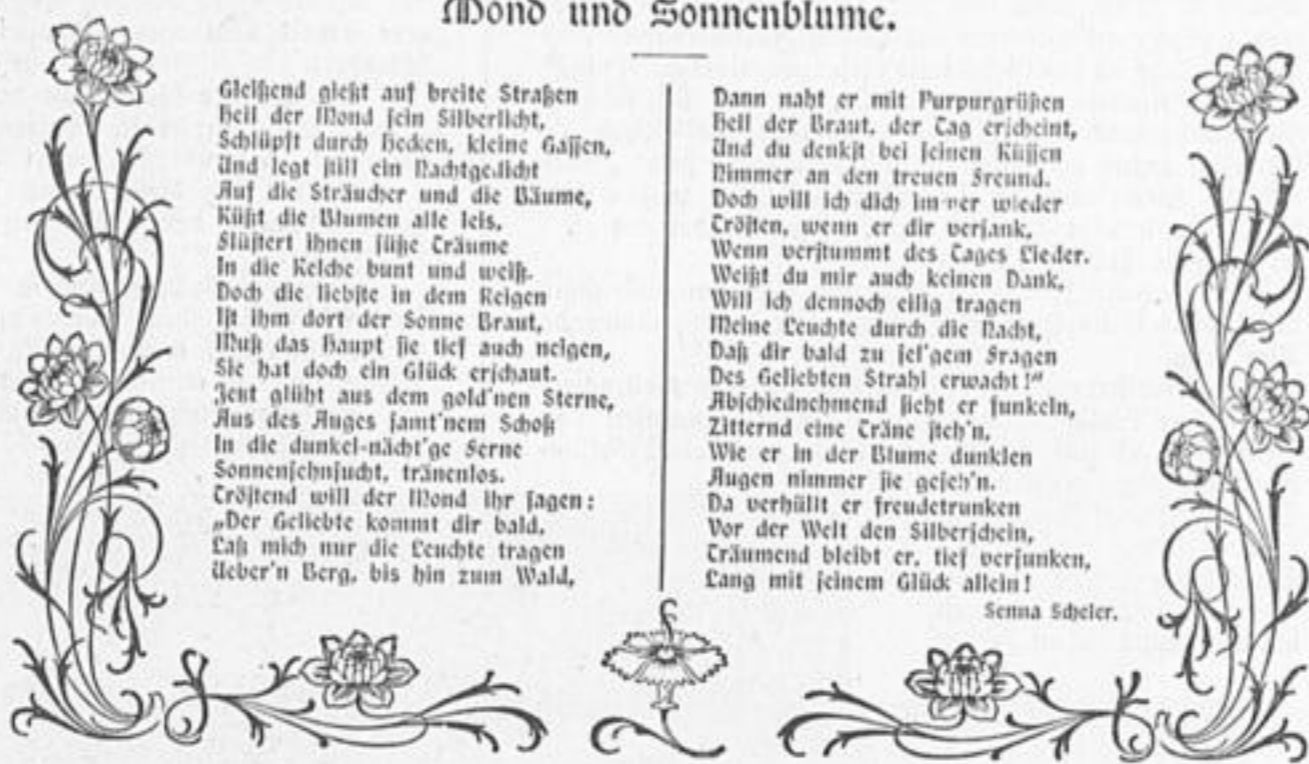 Mond und Sonnenblume.
Gleißend gießt auf breite Straßen
Hell der Mond sein Silberlicht,
Schlüpft durch Hecken, kleine Gassen,
Und legt still ein Nachtgedicht
Auf die Sträucher und die Bäume,
Küßt die Blumen alle leis,
Flüstert ihnen süße Träume
In die Kelche bunt und weiß.
Doch die liebste in dem Reigen
Ist ihm dort der Sonne Braut,
Muß das Haupt sie tief auch neigen,
Sie hat doch ein Glück erschaut.
Jetzt glüht aus dem gold'nen Sterne,
Aus des Auges samt'nem Schoß
In die dunkel-nächt'ge Ferne
Sonnensehnsucht, tränenlos.
Tröstend will der Mond ihr sagen:
„Der Geliebte kommt dir bald,
Laß mich nur die Leuchte tragen
Ueber'n Berg, bis hin zum Wald,
Dann naht er mit Purpurgrüßen
Hell der Braut, der Tag erscheint,
Und du denkst bei seinen Küssen
Nimmer an den treuen Freund.
Doch will ich dich immer wieder
Trösten, wenn er dir versank,
Wenn verstummt des Tages Lieder.
Weißt du mir auch keinen Dank,
Will ich dennoch eilig tragen
Meine Leuchte durch die Nacht,
Daß dir bald zu sel'gem Fragen
Des Geliebten Strahl erwacht!“
Abschiednehmend sieht er funkeln,
Zitternd eine Träne steh'n,
Wie er in der Blume dunklen
Augen nimmer sie geseh'n.
Da verhüllt er freudetrunken
Vor der Welt den Silberschein,
Träumend bleibt er, tief versunken,
Lang mit seinem Glück allein!
Senna Scheler.